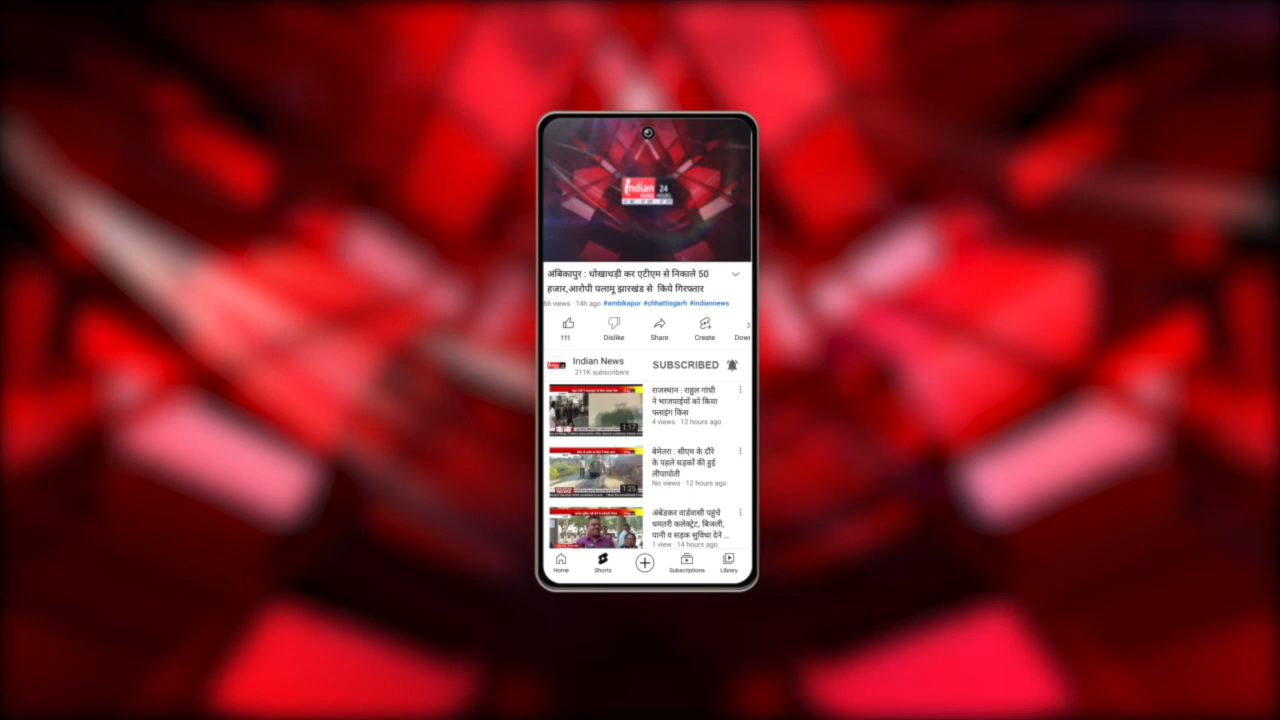 Indian 24
NEWS HOURS
अंबिकापुर : धोखाधड़ी कर एटीएम से निकाले 50
हजार,आरोपी पलामू झारखंड से किये गिरफ्तार
66 views · 14h ago #ambikapur #chhattisgarh #indiannews
111 Dislike Share Create
Indian News
211K subscribers
SUBSCRIBED
राजस्थान : राहुल गांधी
ने भाजपाईयों को किया
फ्लाइंग किस
4 views · 12 hours ago
1:17
बेमेतरा : सीएम के दौरे
के पहले सड़कों की हुई
लीपापोती
No views · 12 hours ago
1:25
अंबेडकर वार्डवासी पहुंचे
धमतरी कलेक्ट्रेट, बिजली,
पानी व सड़क सुविधा देने ...
1 view · 14 hours ago
Home Shorts Subscriptions Library